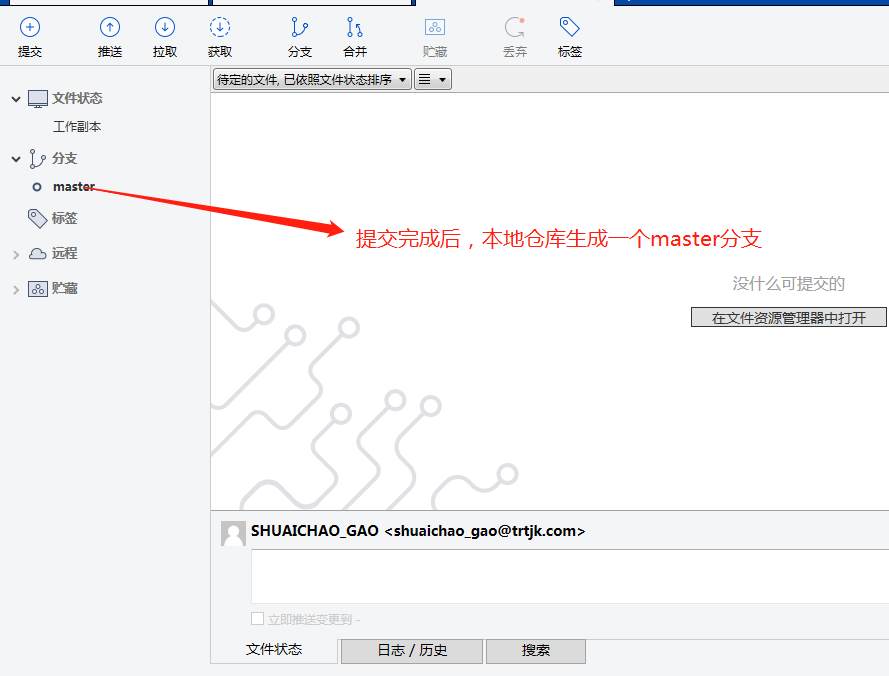 提交 推送 拉取 获取 分支 合并 贮藏 丢弃 标签
待定的文件, 已依照文件状态排序
文件状态
工作副本
分支
master
标签
远程
贮藏
提交完成后，本地仓库生成一个master分支
没什么可提交的
在文件资源管理器中打开
SHUAICHAO_GAO <shuaichao_gao@trtjk.com>
立即推送变更到 -
文件状态 日志 / 历史 搜索